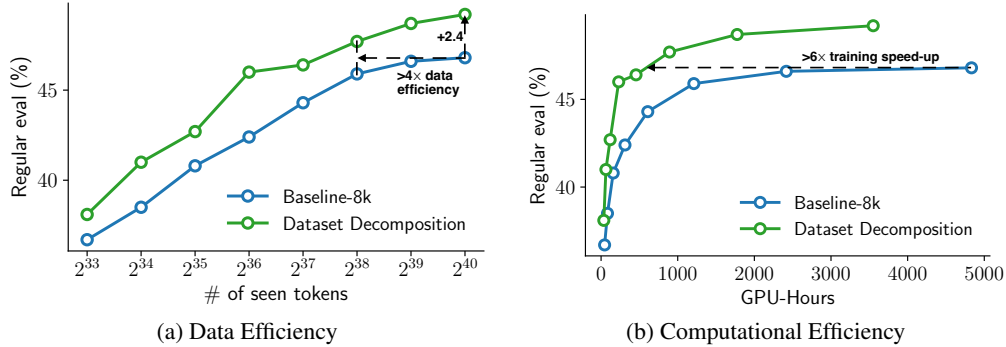 Regular eval (%)
45
40
+2.4
>4× data
efficiency
Baseline-8k
Dataset Decomposition
2^33 2^34 2^35 2^36 2^37 2^38 2^39 2^40
# of seen tokens
(a) Data Efficiency
Regular eval (%)
45
40
>6× training speed-up
Baseline-8k
Dataset Decomposition
0 1000 2000 3000 4000 5000
GPU-Hours
(b) Computational Efficiency